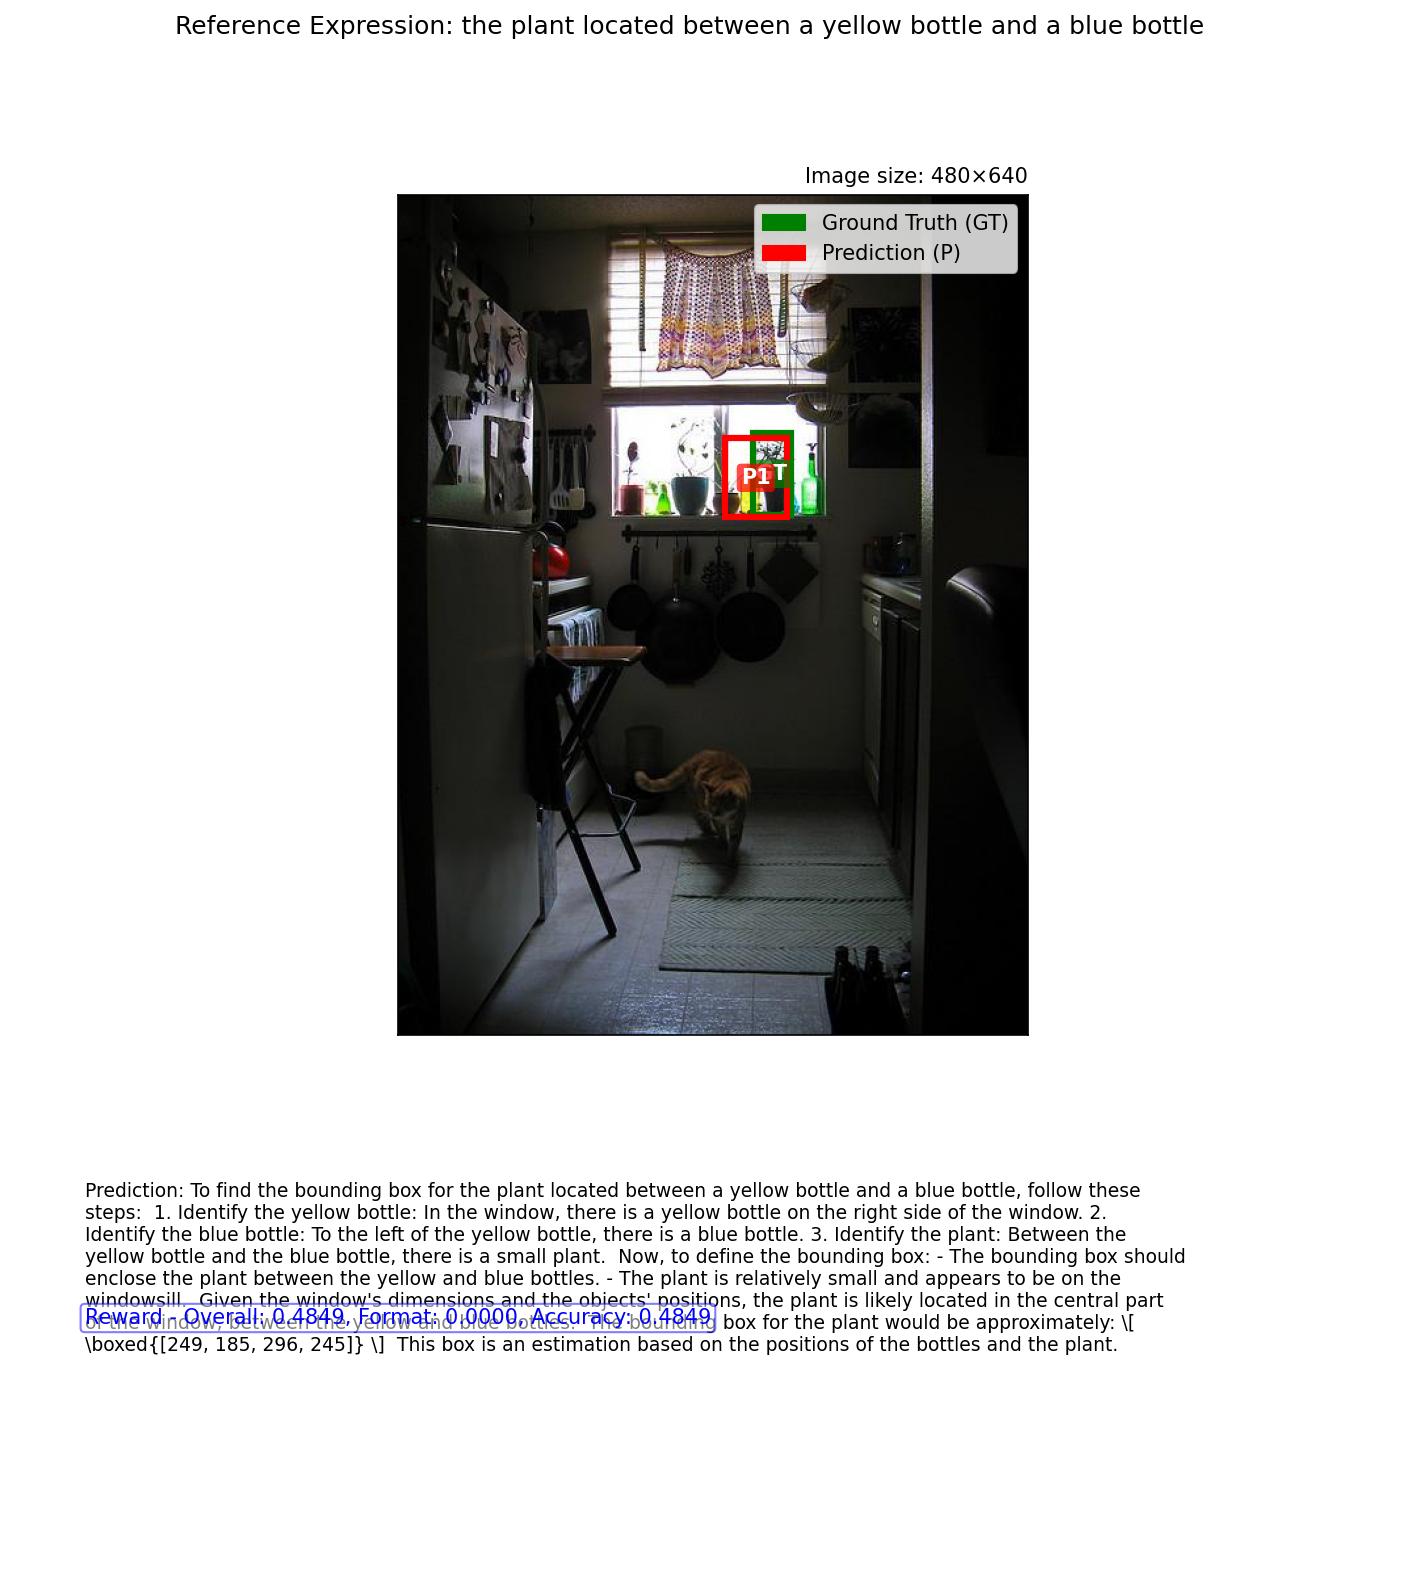 Reference Expression: the plant located between a yellow bottle and a blue bottle
Image size: 480×640
Ground Truth (GT)
Prediction (P)
P1
T
Prediction: To find the bounding box for the plant located between a yellow bottle and a blue bottle, follow these
steps:  1. Identify the yellow bottle: In the window, there is a yellow bottle on the right side of the window. 2.
Identify the blue bottle: To the left of the yellow bottle, there is a blue bottle. 3. Identify the plant: Between the
yellow bottle and the blue bottle, there is a small plant.  Now, to define the bounding box: - The bounding box should
enclose the plant between the yellow and blue bottles. - The plant is relatively small and appears to be on the
windowsill.  Given the window's dimensions and the objects' positions, the plant is likely located in the central part
of the window, between the yellow and blue bottles.  The bounding box for the plant would be approximately: \[
Reward - Overall: 0.4849, Format: 0.0000, Accuracy: 0.4849
\boxed{[249, 185, 296, 245]} \]  This box is an estimation based on the positions of the bottles and the plant.